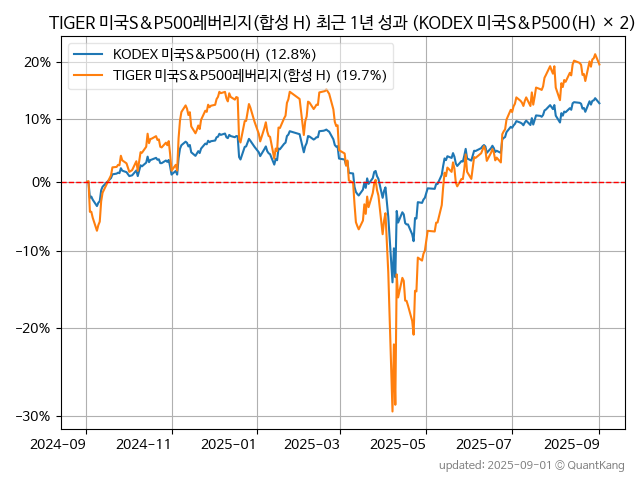 TIGER 미국S&P500레버리지(합성 H) 최근 1년 성과 (KODEX 미국S&P500(H) × 2)
KODEX 미국S&P500(H) (12.8%)
TIGER 미국S&P500레버리지(합성 H) (19.7%)
20%
10%
0%
−10%
−20%
−30%
2024-09 2024-11 2025-01 2025-03 2025-05 2025-07 2025-09
updated: 2025-09-01 © QuantKang